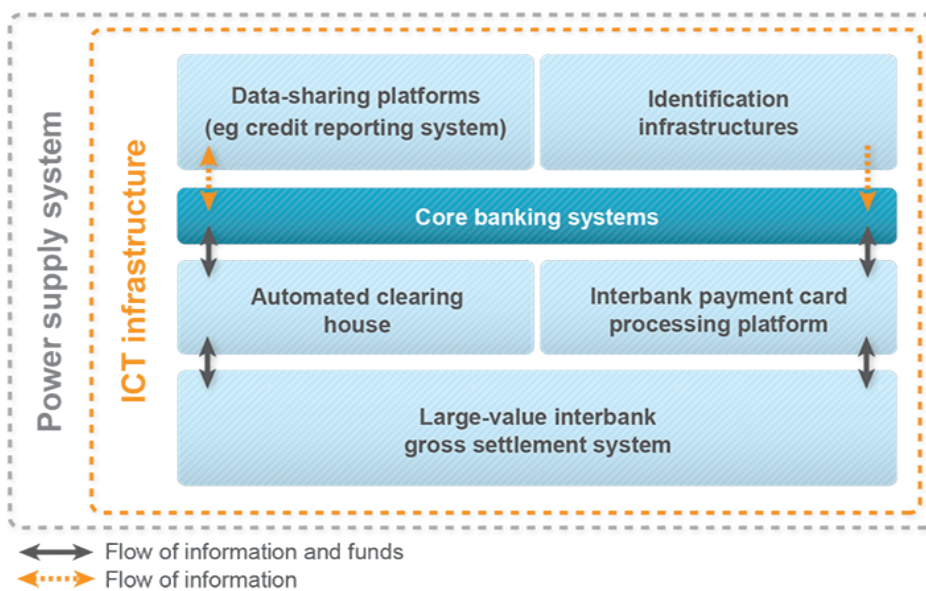 Power supply system
ICT infrastructure
Data-sharing platforms
(eg credit reporting system)
Identification
infrastructures
Core banking systems
Automated clearing
house
Interbank payment card
processing platform
Large-value interbank
gross settlement system
Flow of information and funds
Flow of information